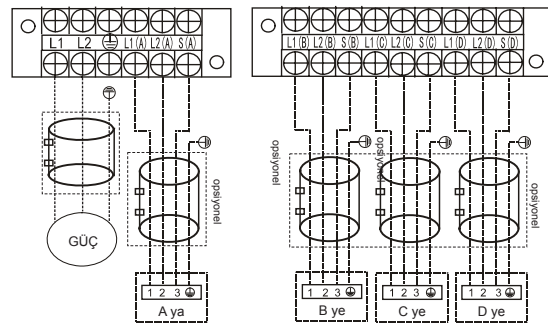 L1 L2 L1(A) L2(A) S(A)
L1(B) L2(B) S(B) L1(C) L2(C) S(C) L1(D) L2(D) S(D)
opsiyonel
GÜÇ
opsiyonel
opsiyonel
opsiyonel
1 2 3
A ya
1 2 3
B ye
1 2 3
C ye
1 2 3
D ye